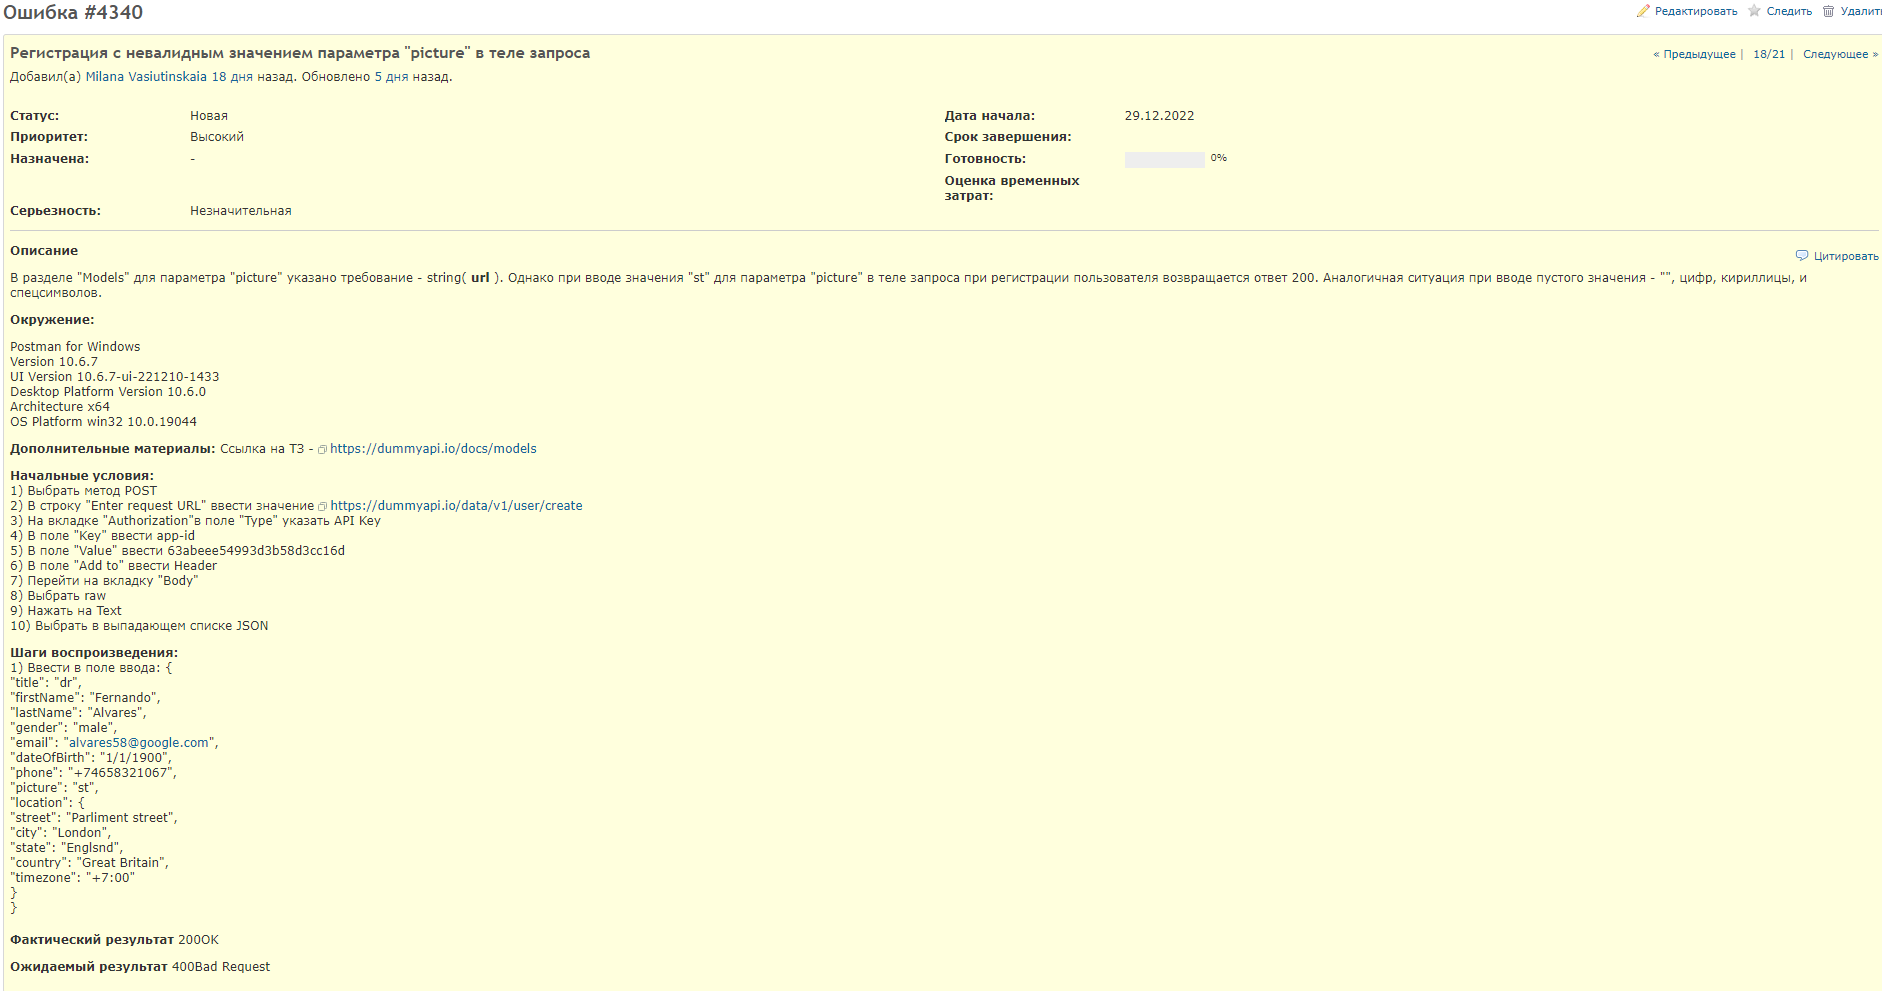 Ошибка #4340
Редактировать Следить Удалить
Регистрация с невалидным значением параметра "picture" в теле запроса
« Предыдущее | 18/21 | Следующее »
Добавил(а) Milana Vasiutinskaia 18 дня назад. Обновлено 5 дня назад.
Статус: Новая Дата начала: 29.12.2022
Приоритет: Высокий Срок завершения:
Назначена: - Готовность: 0%
Оценка временных
затрат:
Серьезность: Незначительная
Описание
Цитировать
В разделе "Models" для параметра "picture" указано требование - string( url ). Однако при вводе значения "st" для параметра "picture" в теле запроса при регистрации пользователя возвращается ответ 200. Аналогичная ситуация при вводе пустого значения - "", цифр, кириллицы, и
спецсимволов.
Окружение:
Postman for Windows
Version 10.6.7
UI Version 10.6.7-ui-221210-1433
Desktop Platform Version 10.6.0
Architecture x64
OS Platform win32 10.0.19044
Дополнительные материалы: Ссылка на ТЗ - https://dummyapi.io/docs/models
Начальные условия:
1) Выбрать метод POST
2) В строку "Enter request URL" ввести значение https://dummyapi.io/data/v1/user/create
3) На вкладке "Authorization"в поле "Type" указать API Key
4) В поле "Key" ввести app-id
5) В поле "Value" ввести 63abeee54993d3b58d3cc16d
6) В поле "Add to" ввести Header
7) Перейти на вкладку "Body"
8) Выбрать raw
9) Нажать на Text
10) Выбрать в выпадающем списке JSON
Шаги воспроизведения:
1) Ввести в поле ввода: {
"title": "dr",
"firstName": "Fernando",
"lastName": "Alvares",
"gender": "male",
"email": "alvares58@google.com",
"dateOfBirth": "1/1/1900",
"phone": "+74658321067",
"picture": "st",
"location": {
"street": "Parliment street",
"city": "London",
"state": "Englsnd",
"country": "Great Britain",
"timezone": "+7:00"
}
}
Фактический результат 200OK
Ожидаемый результат 400Bad Request